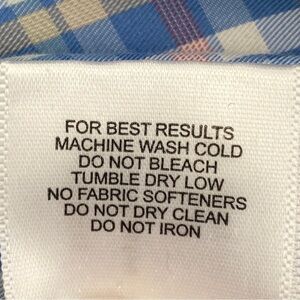 FOR BEST RESULTS
MACHINE WASH COLD
DO NOT BLEACH
TUMBLE DRY LOW
NO FABRIC SOFTENERS
DO NOT DRY CLEAN
DO NOT IRON